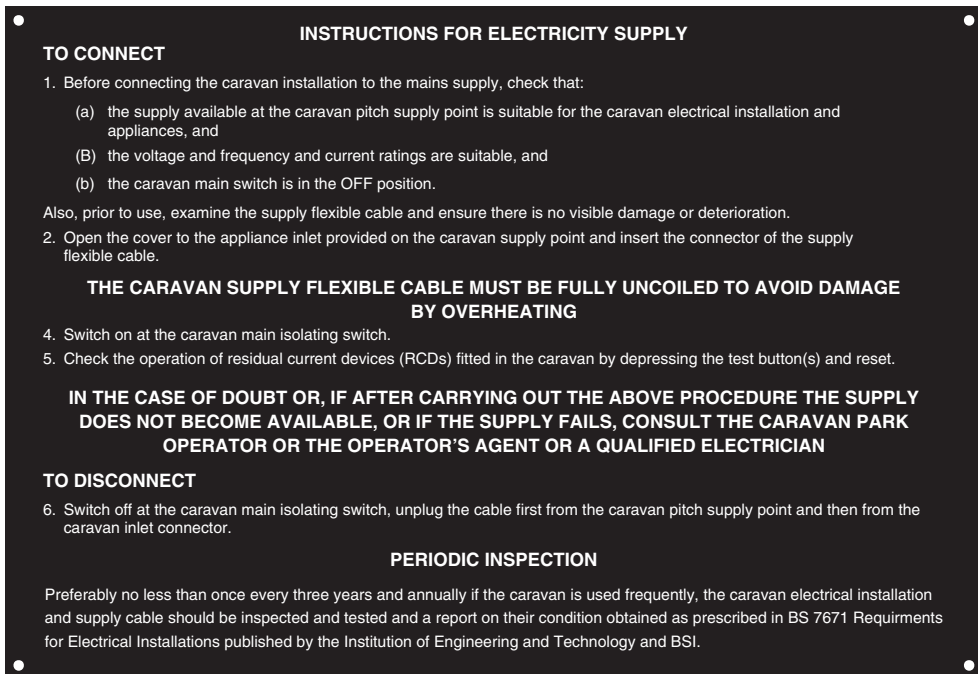 INSTRUCTIONS FOR ELECTRICITY SUPPLY
TO CONNECT
1. Before connecting the caravan installation to the mains supply, check that:
(a) the supply available at the caravan pitch supply point is suitable for the caravan electrical installation and
appliances, and
(B) the voltage and frequency and current ratings are suitable, and
(b) the caravan main switch is in the OFF position.
Also, prior to use, examine the supply flexible cable and ensure there is no visible damage or deterioration.
2. Open the cover to the appliance inlet provided on the caravan supply point and insert the connector of the supply
flexible cable.
THE CARAVAN SUPPLY FLEXIBLE CABLE MUST BE FULLY UNCOILED TO AVOID DAMAGE
BY OVERHEATING
4. Switch on at the caravan main isolating switch.
5. Check the operation of residual current devices (RCDs) fitted in the caravan by depressing the test button(s) and reset.
IN THE CASE OF DOUBT OR, IF AFTER CARRYING OUT THE ABOVE PROCEDURE THE SUPPLY
DOES NOT BECOME AVAILABLE, OR IF THE SUPPLY FAILS, CONSULT THE CARAVAN PARK
OPERATOR OR THE OPERATOR'S AGENT OR A QUALIFIED ELECTRICIAN
TO DISCONNECT
6. Switch off at the caravan main isolating switch, unplug the cable first from the caravan pitch supply point and then from the
caravan inlet connector.
PERIODIC INSPECTION
Preferably no less than once every three years and annually if the caravan is used frequently, the caravan electrical installation
and supply cable should be inspected and tested and a report on their condition obtained as prescribed in BS 7671 Requirments
for Electrical Installations published by the Institution of Engineering and Technology and BSI.